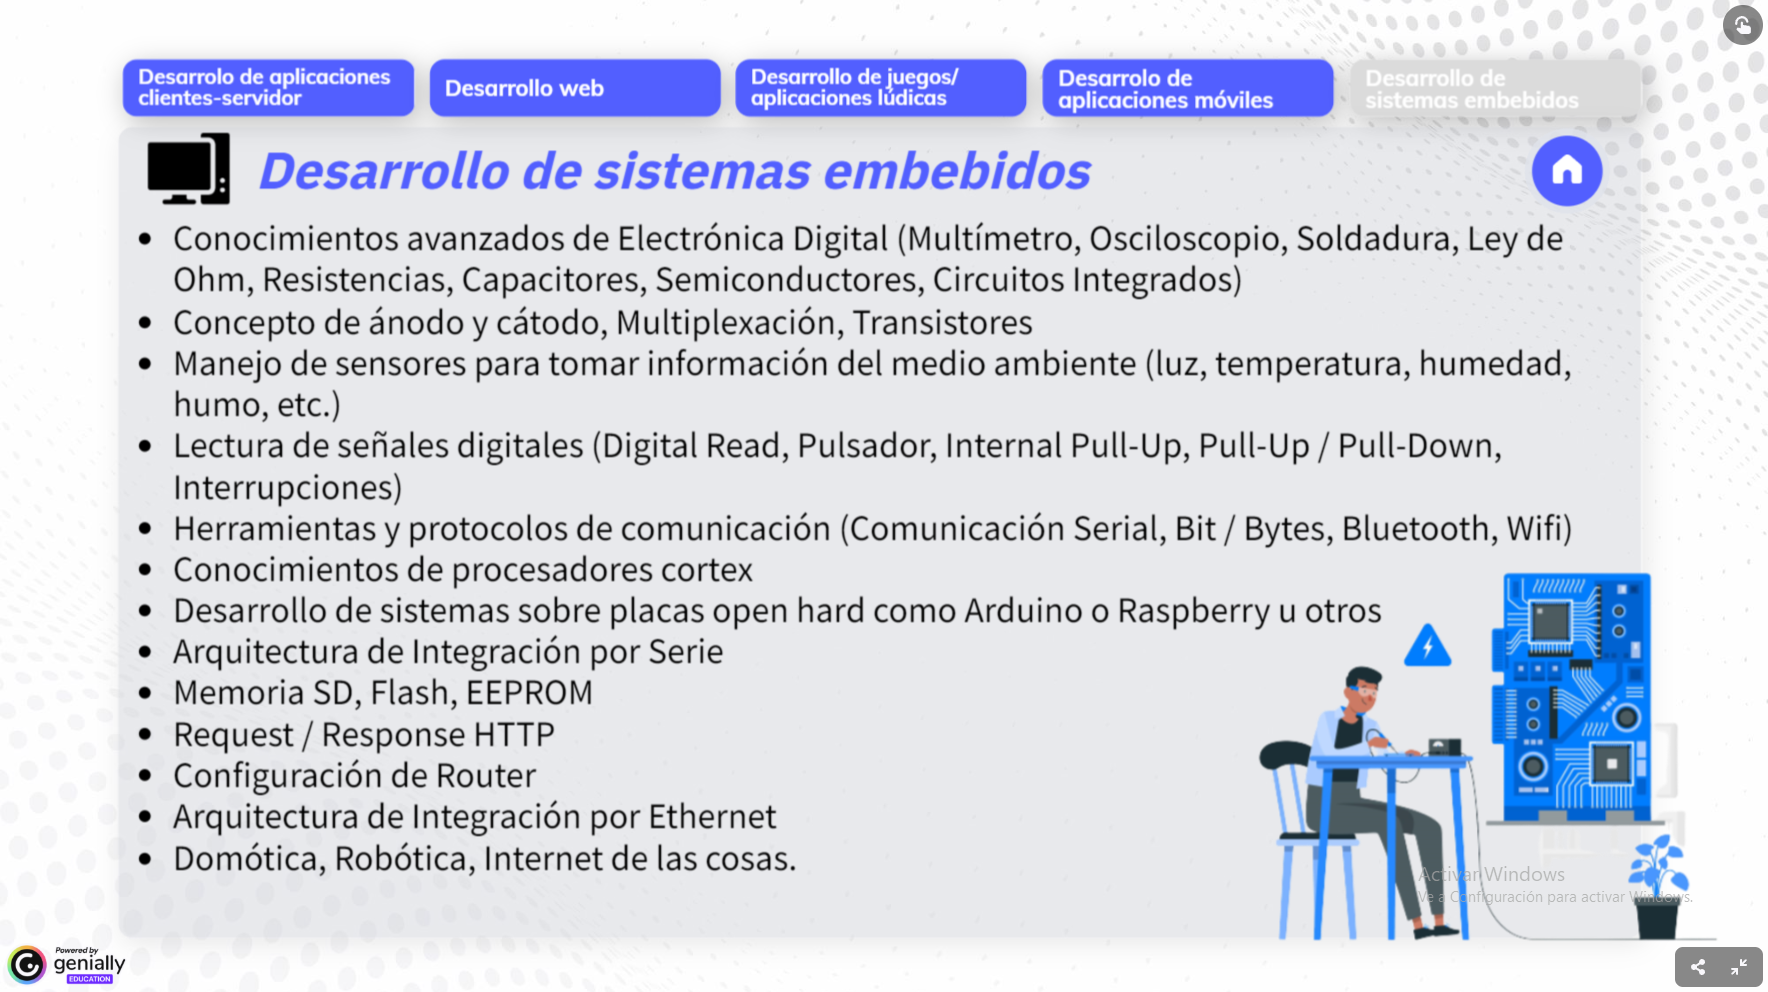 Desarrolo de aplicaciones
clientes-servidor
Desarrollo web
Desarrollo de juegos/
aplicaciones lúdicas
Desarrolo de
aplicaciones móviles
Desarrollo de
sistemas embebidos
Desarrollo de sistemas embebidos
• Conocimientos avanzados de Electrónica Digital (Multímetro, Osciloscopio, Soldadura, Ley de
Ohm, Resistencias, Capacitores, Semiconductores, Circuitos Integrados)
• Concepto de ánodo y cátodo, Multiplexación, Transistores
• Manejo de sensores para tomar información del medio ambiente (luz, temperatura, humedad,
humo, etc.)
• Lectura de señales digitales (Digital Read, Pulsador, Internal Pull-Up, Pull-Up / Pull-Down,
Interrupciones)
• Herramientas y protocolos de comunicación (Comunicación Serial, Bit / Bytes, Bluetooth, Wifi)
• Conocimientos de procesadores cortex
• Desarrollo de sistemas sobre placas open hard como Arduino o Raspberry u otros
• Arquitectura de Integración por Serie
• Memoria SD, Flash, EEPROM
• Request / Response HTTP
• Configuración de Router
• Arquitectura de Integración por Ethernet
• Domótica, Robótica, Internet de las cosas.
Activar Windows
Ve a Configuración para activar Windows.
Powered by
genially
EDUCATION